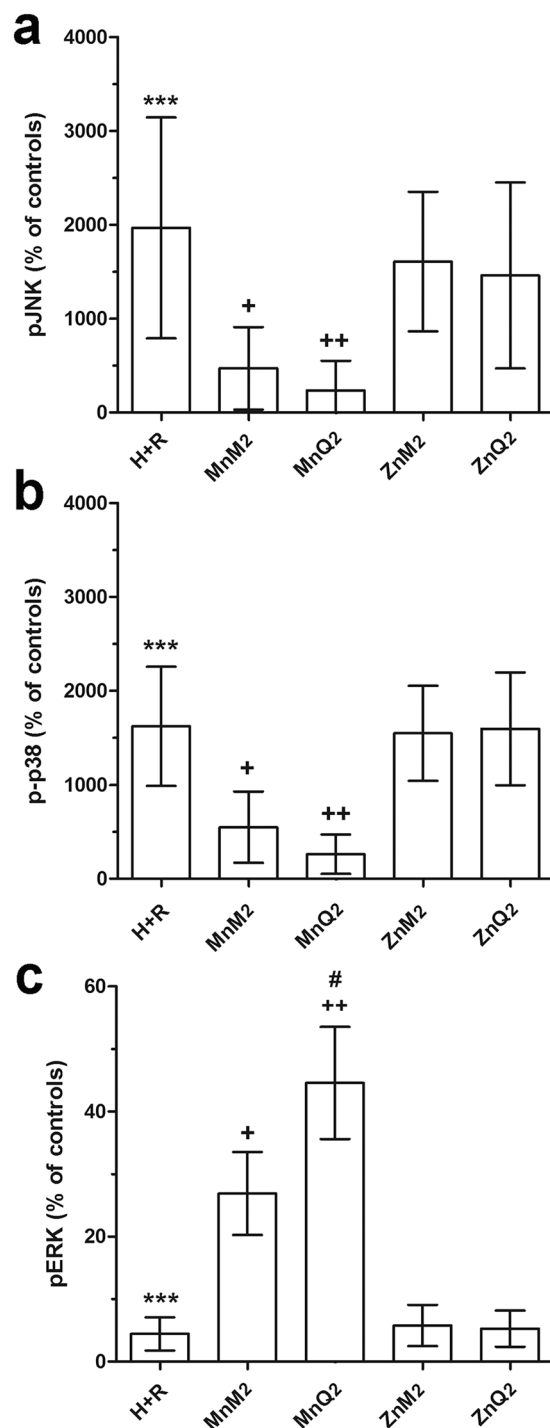 a
pJNK (% of controls)
4000
3000
2000
1000
0
***
+
++
H+R
MnM2
MnQ2
ZnM2
ZnQ2
b
p-p38 (% of controls)
4000
3000
2000
1000
0
***
+
++
H+R
MnM2
MnQ2
ZnM2
ZnQ2
c
pERK (% of controls)
60
40
20
0
***
+
#
++
H+R
MnM2
MnQ2
ZnM2
ZnQ2